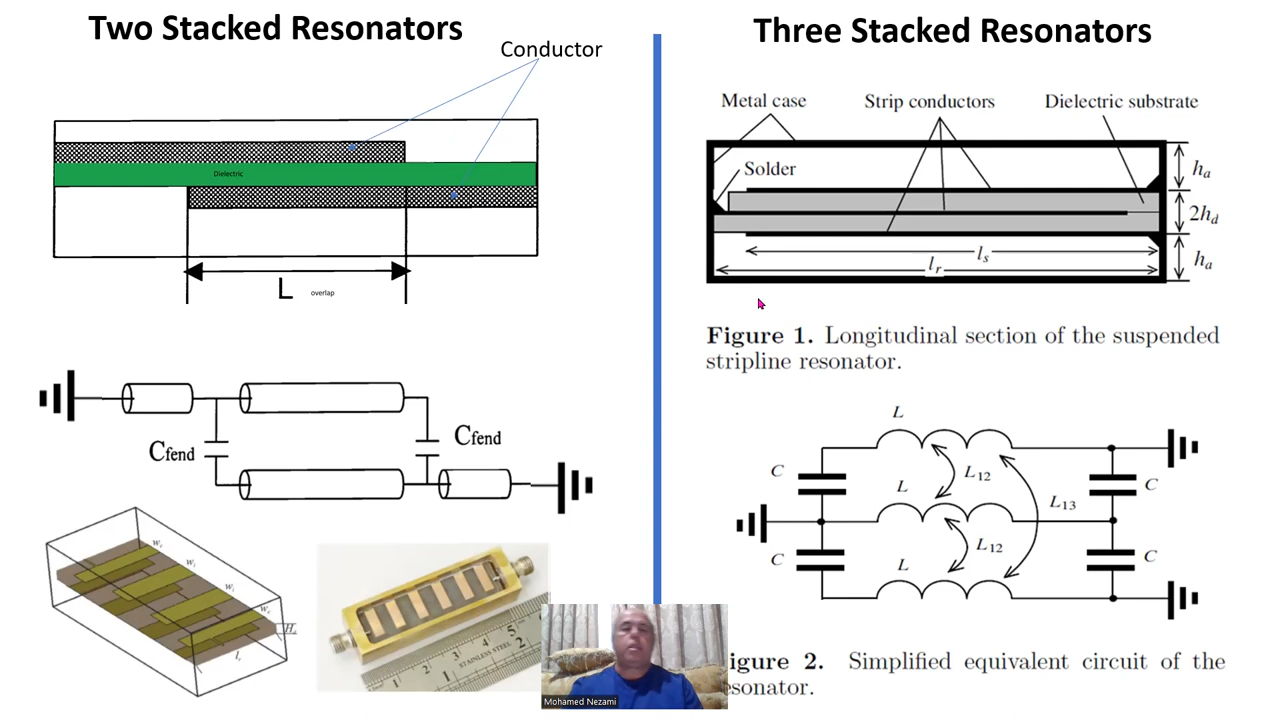 Two Stacked Resonators
Conductor
Dielectric
L overlap
Cfend
Cfend
STAINLESS STEEL
Mohamed Nezami
Three Stacked Resonators
Metal case
Strip conductors
Dielectric substrate
Solder
ha
2hd
ha
ls
lr
Figure 1. Longitudinal section of the suspended
stripline resonator.
L
C
L12
C
L
L13
L12
C
L
C
igure 2. Simplified equivalent circuit of the
esonator.